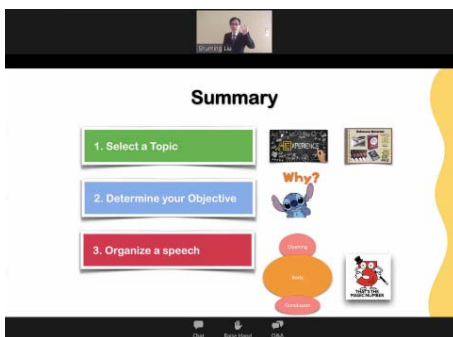 Shuming Liu
Summary
1. Select a Topic
EXPERIENCE
2. Determine your Objective
Why?
3. Organize a speech
Opening
Body
Conclusion
THAT'S THE
MAGIC NUMBER
Chat
Raise Hand
Q&A